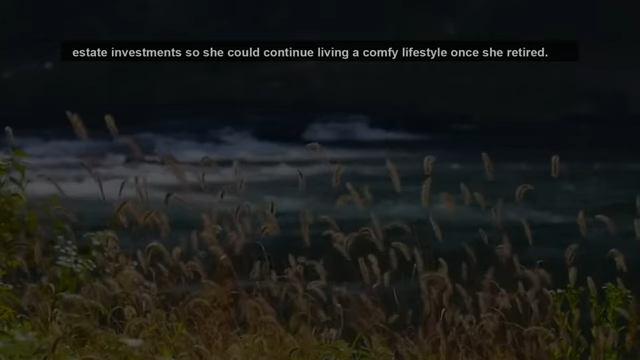 estate investments so she could continue living a comfy lifestyle once she retired.